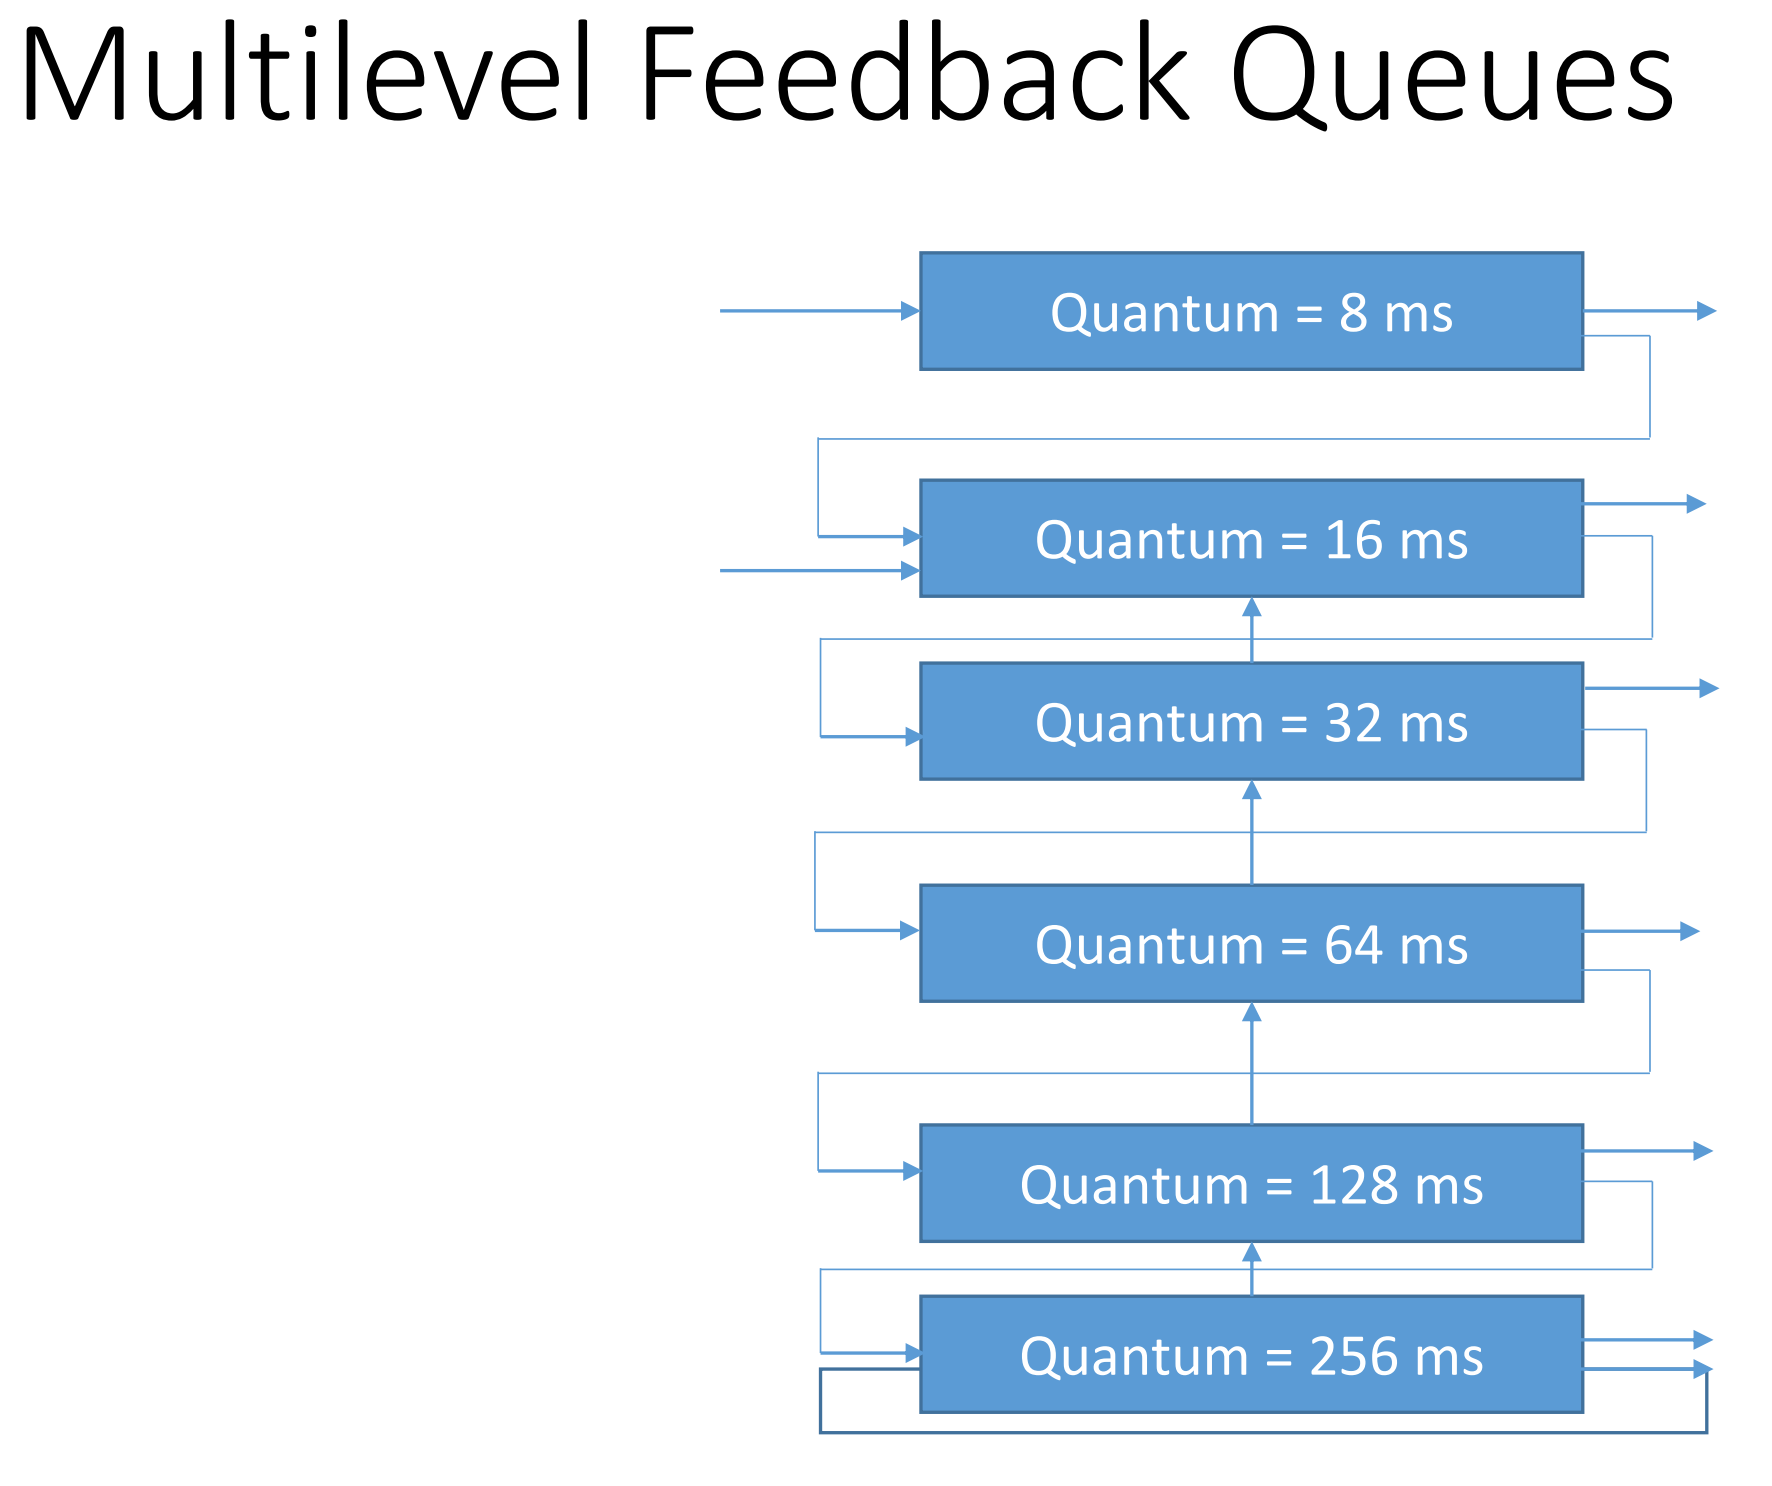 Multilevel Feedback Queues
Quantum = 8 ms
Quantum = 16 ms
Quantum = 32 ms
Quantum = 64 ms
Quantum = 128 ms
Quantum = 256 ms